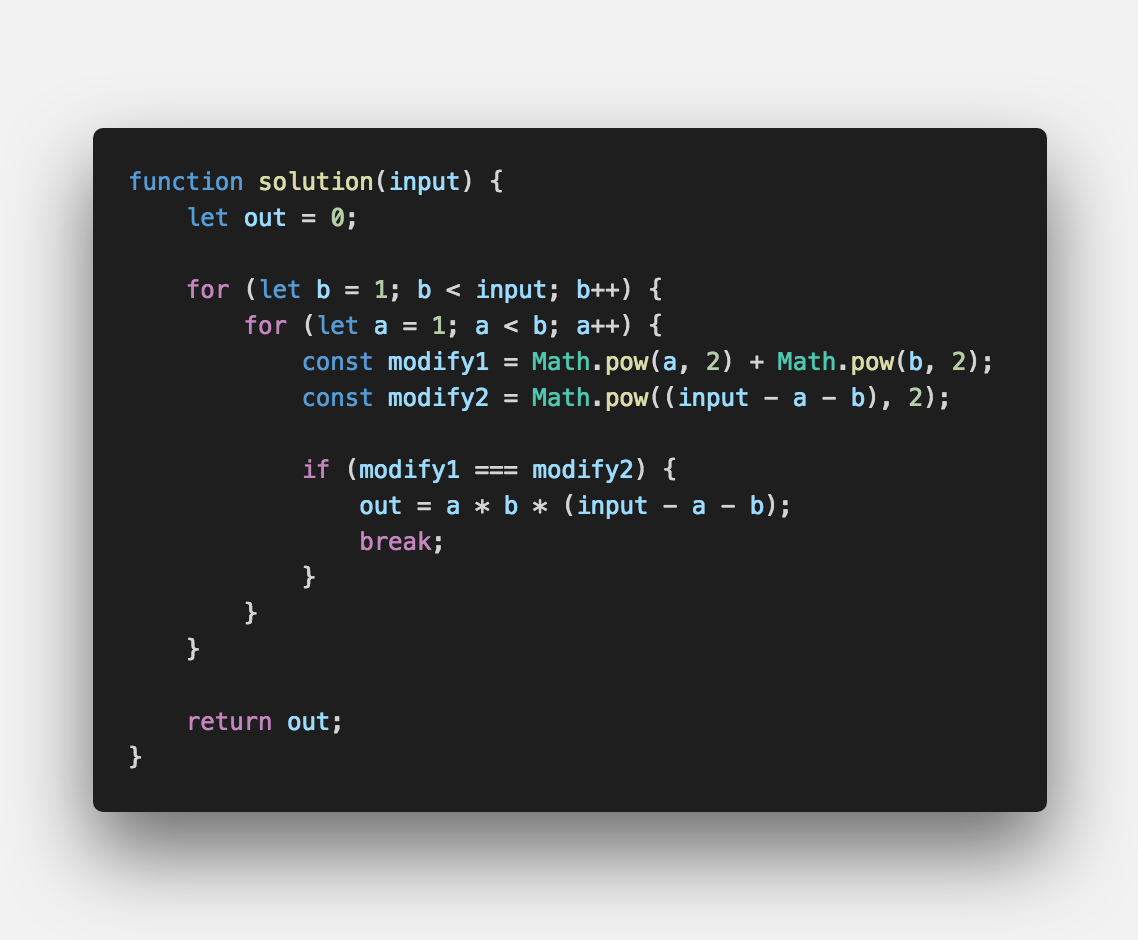 function solution(input) {
    let out = 0;

    for (let b = 1; b < input; b++) {
        for (let a = 1; a < b; a++) {
            const modify1 = Math.pow(a, 2) + Math.pow(b, 2);
            const modify2 = Math.pow((input - a - b), 2);

            if (modify1 === modify2) {
                out = a * b * (input - a - b);
                break;
            }
        }
    }

    return out;
}